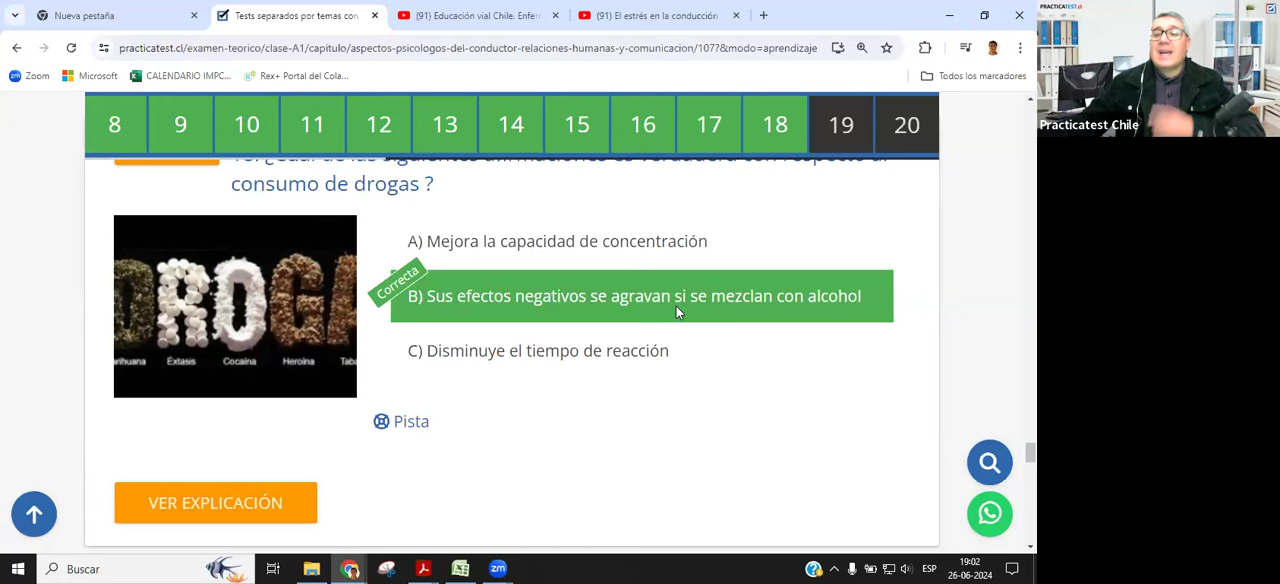 Nueva pestaña
Tests separados por temas con
(91) Educación vial Chile, Enferr
(91) El estrés en la conducción
practicatest.cl/examen-teorico/clase-A1/capitulo/aspectos-psicologos-del-conductor-relaciones-humanas-y-comunicacion/107?&modo=aprendizaje
Zoom
Microsoft
CALENDARIO IMPC...
Rex+ Portal del Cola...
Todos los marcadores
8 9 10 11 12 13 14 15 16 17 18 19 20
consumo de drogas ?
A) Mejora la capacidad de concentración
Correcta
B) Sus efectos negativos se agravan si se mezclan con alcohol
C) Disminuye el tiempo de reacción
DROGA
Éxtasis Cocaína Heroína
Pista
VER EXPLICACIÓN
PRACTICATEST.cl
Practicatest Chile
Buscar
zm
ESP
19:02
26-06-2024